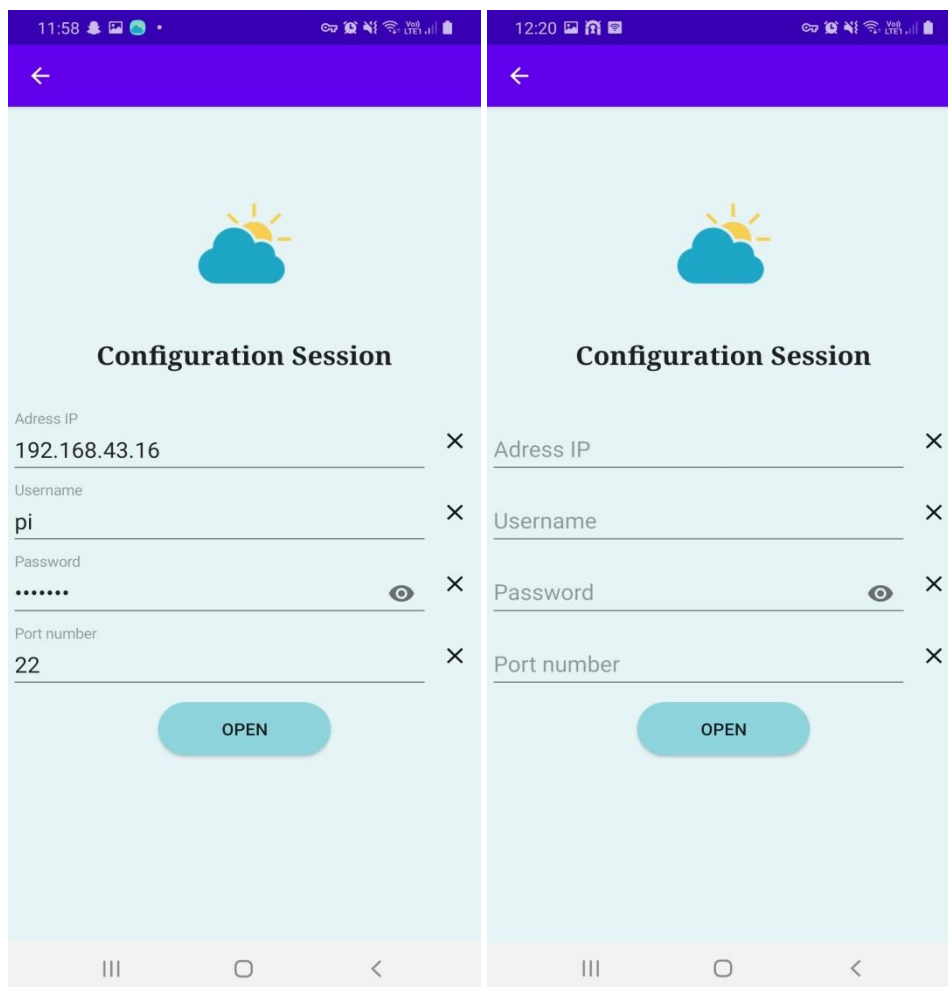 11:58
Configuration Session
Adress IP
192.168.43.16
Username
pi
Password
•••••••
Port number
22
OPEN
12:20
Configuration Session
Adress IP
Username
Password
Port number
OPEN